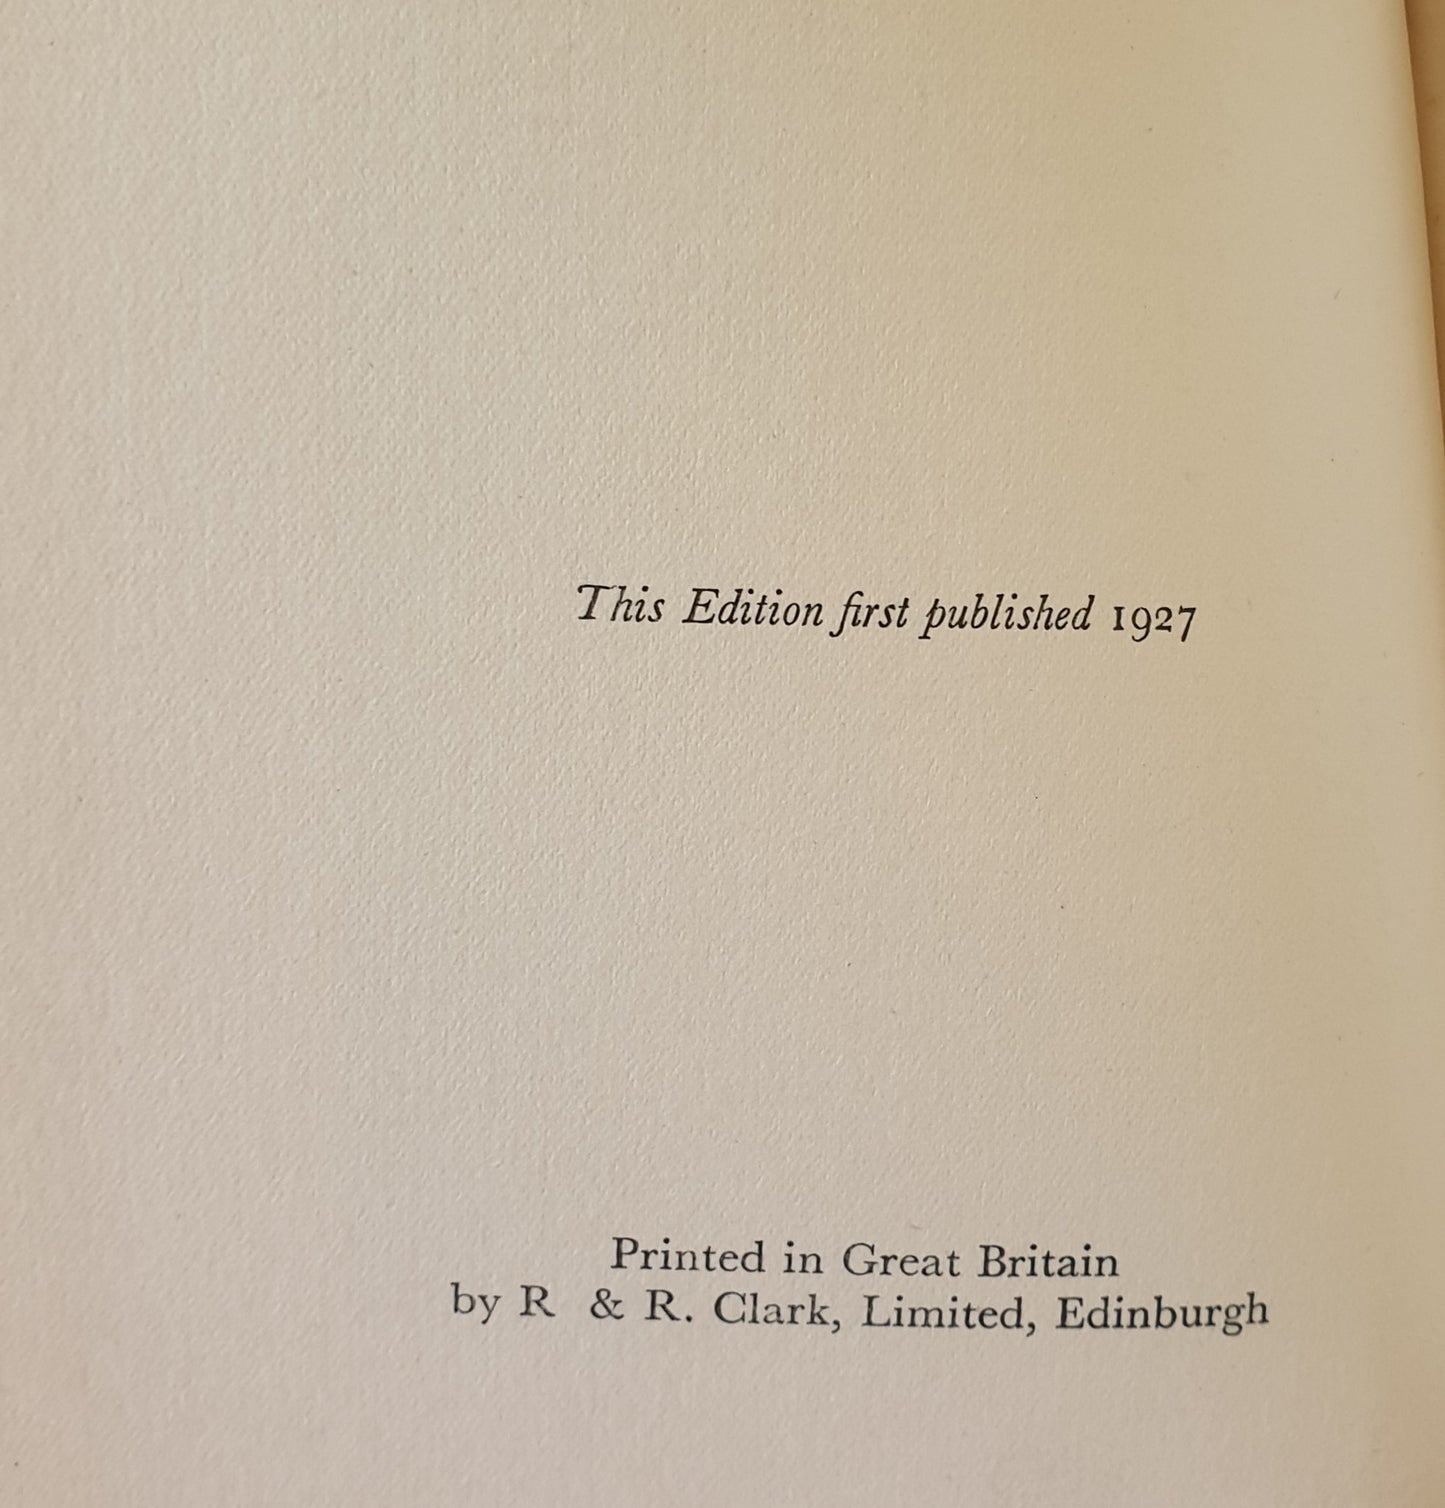 This Edition first published 1927
Printed in Great Britain
by R & R. Clark, Limited, Edinburgh